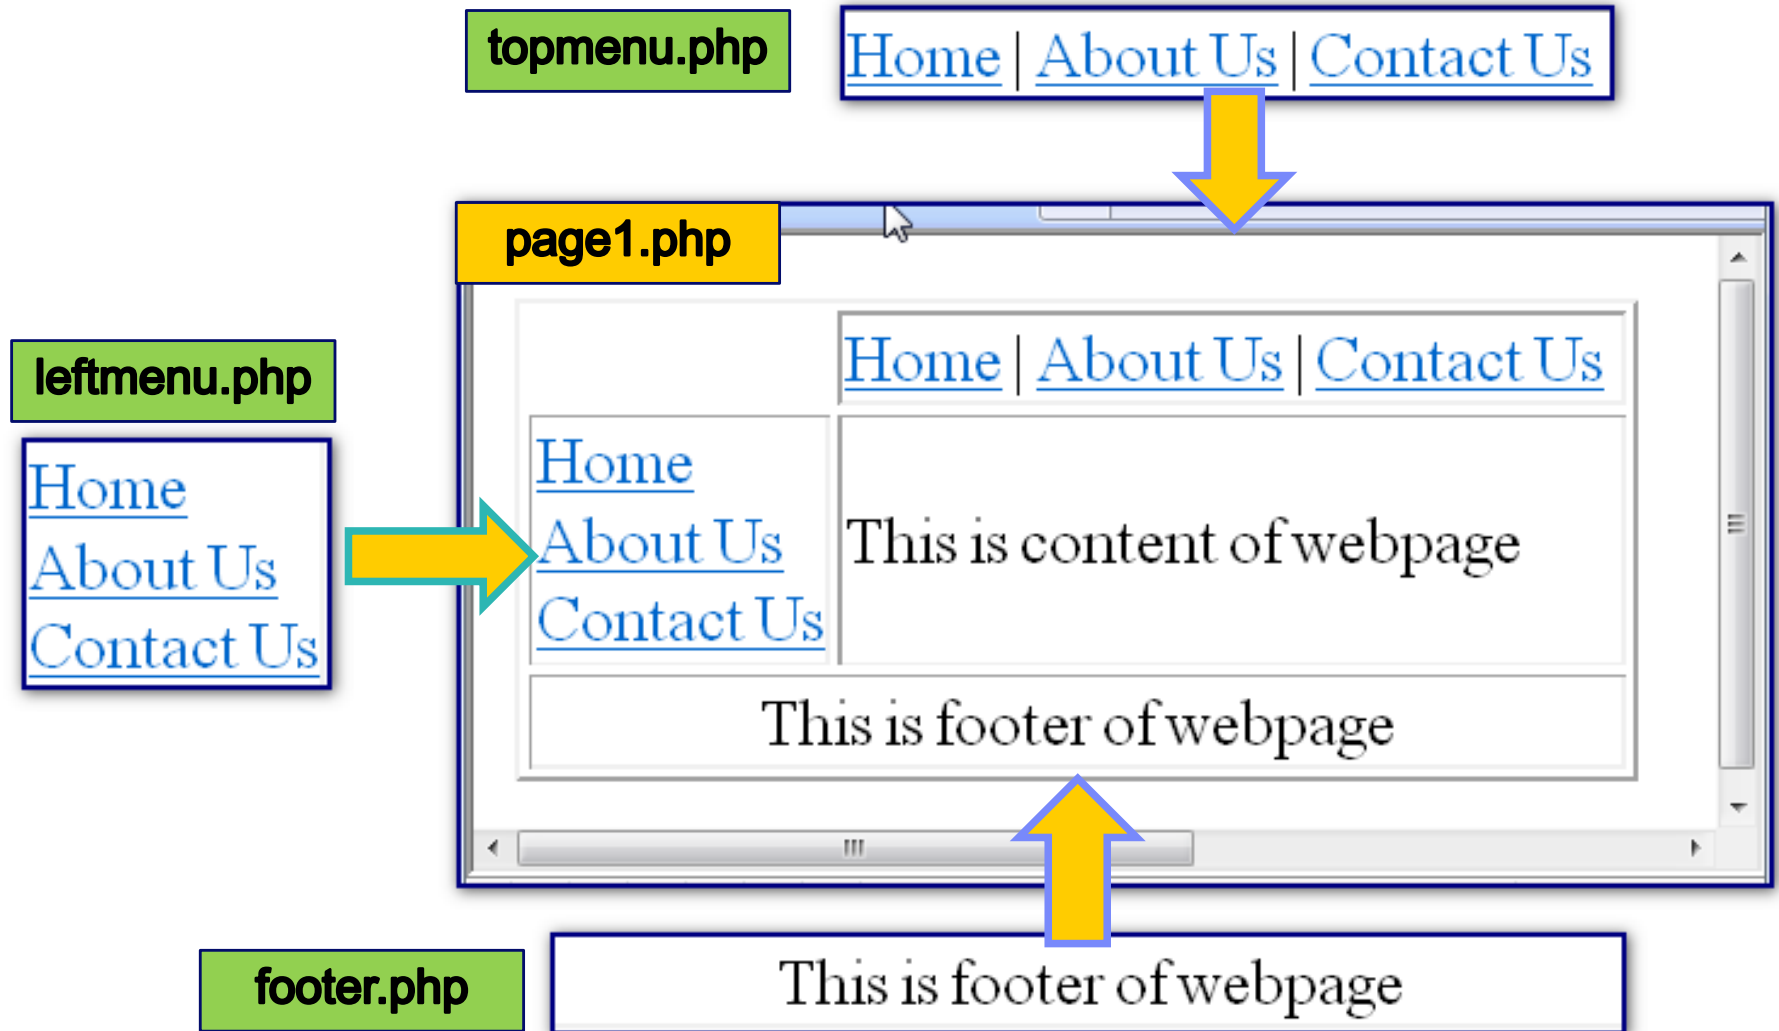 topmenu.php
Home | About Us | Contact Us
page1.php
Home | About Us | Contact Us
leftmenu.php
Home
About Us
Contact Us
Home
About Us
Contact Us
This is content of webpage
This is footer of webpage
footer.php
This is footer of webpage